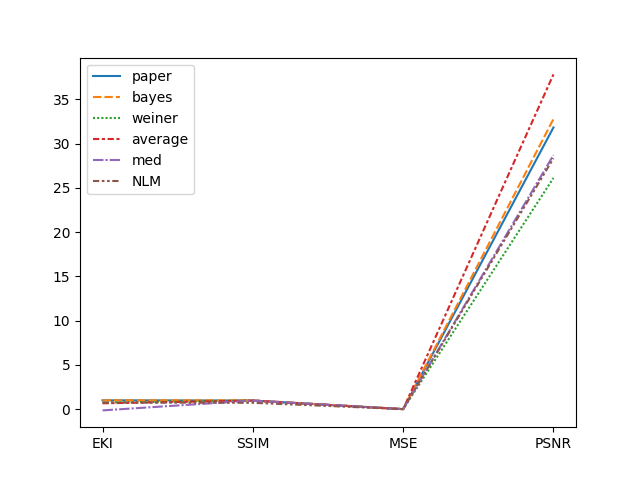 paper
bayes
weiner
average
med
NLM
35
30
25
20
15
10
5
0
EKI SSIM MSE PSNR